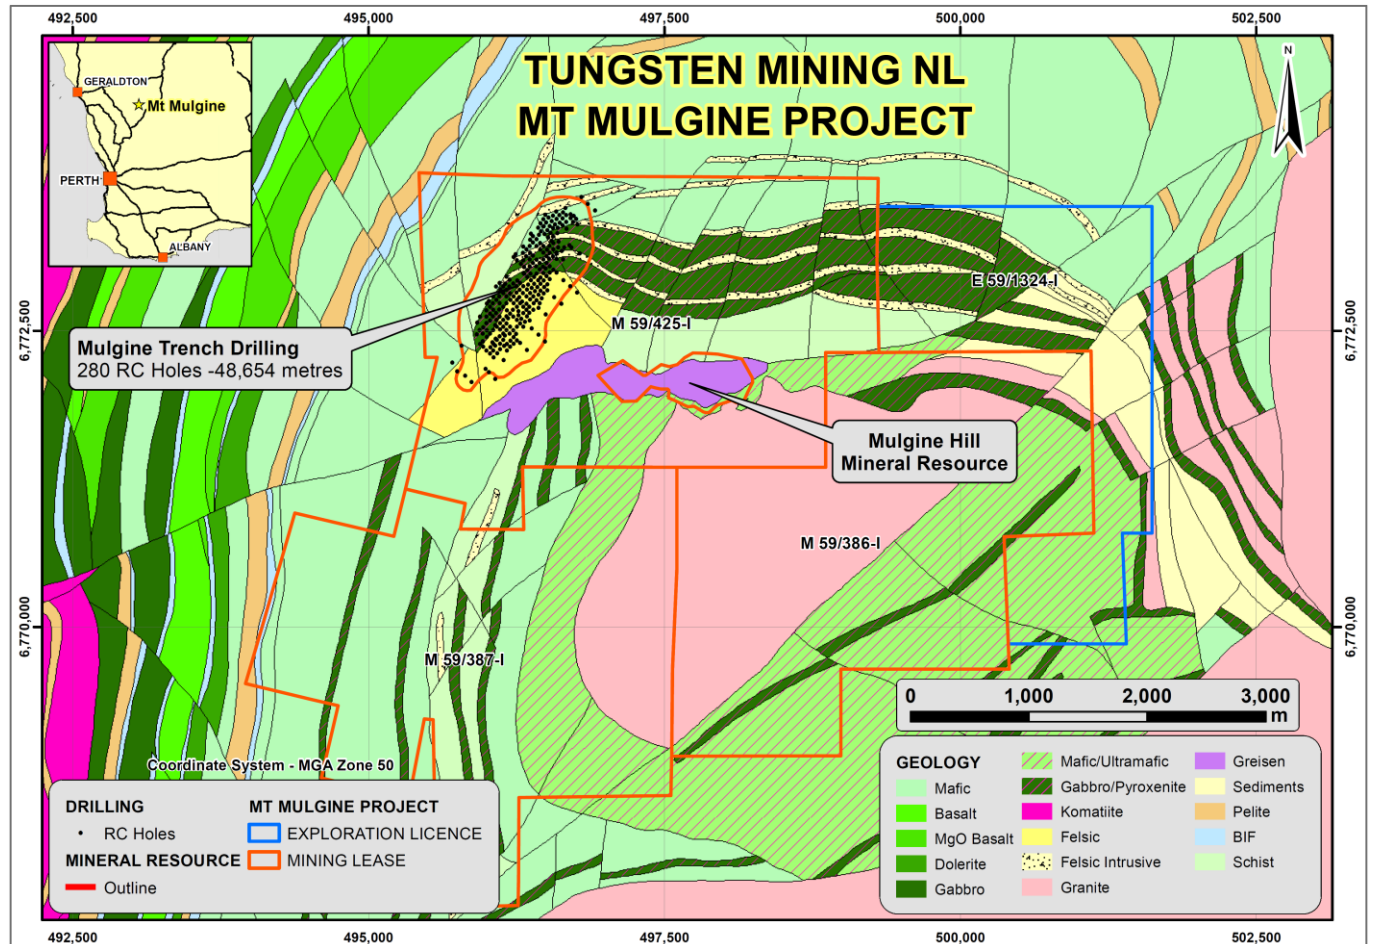 492,500
495,000
497,500
500,000
502,500
TUNGSTEN MINING NL
MT MULGINE PROJECT
N
GERALDTON
Mt Mulgine
PERTH
ALBANY
6,772,500
6,772,500
E 59/1324-I
M 59/425-I
Mulgine Trench Drilling
280 RC Holes -48,654 metres
Mulgine Hill
Mineral Resource
M 59/386-I
6,770,000
6,770,000
M 59/387-I
0 1,000 2,000 3,000
m
Coordinate System - MGA Zone 50
DRILLING
RC Holes
MINERAL RESOURCE
Outline
MT MULGINE PROJECT
EXPLORATION LICENCE
MINING LEASE
GEOLOGY
Mafic
Basalt
MgO Basalt
Dolerite
Gabbro
Mafic/Ultramafic
Gabbro/Pyroxenite
Komatiite
Felsic
Felsic Intrusive
Granite
Greisen
Sediments
Pelite
BIF
Schist
492,500
495,000
497,500
500,000
502,500